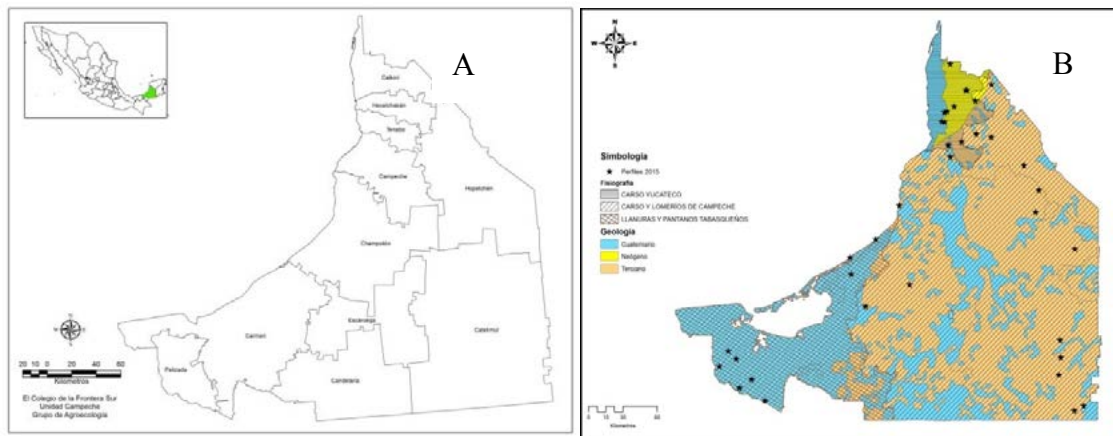 A
Calkiní
Hecelchakán
Tenabo
Campeche
Hopelchén
Champotón
Carmen
Escárcega
Calakmul
Palizada
Candelaria
N
W E
S
20 10 0 20 40 60
Kilometros
El Colegio de la Frontera Sur
Unidad Campeche
Grupo de Agroecología
B
N
W E
S
Simbología
Perfiles 2015
Fisiografía
CARSO YUCATECO
CARSO Y LOMERÍOS DE CAMPECHE
LLANURAS Y PANTANOS TABASQUEÑOS
Geología
Cuaternario
Neógeno
Terciario
Kilometros